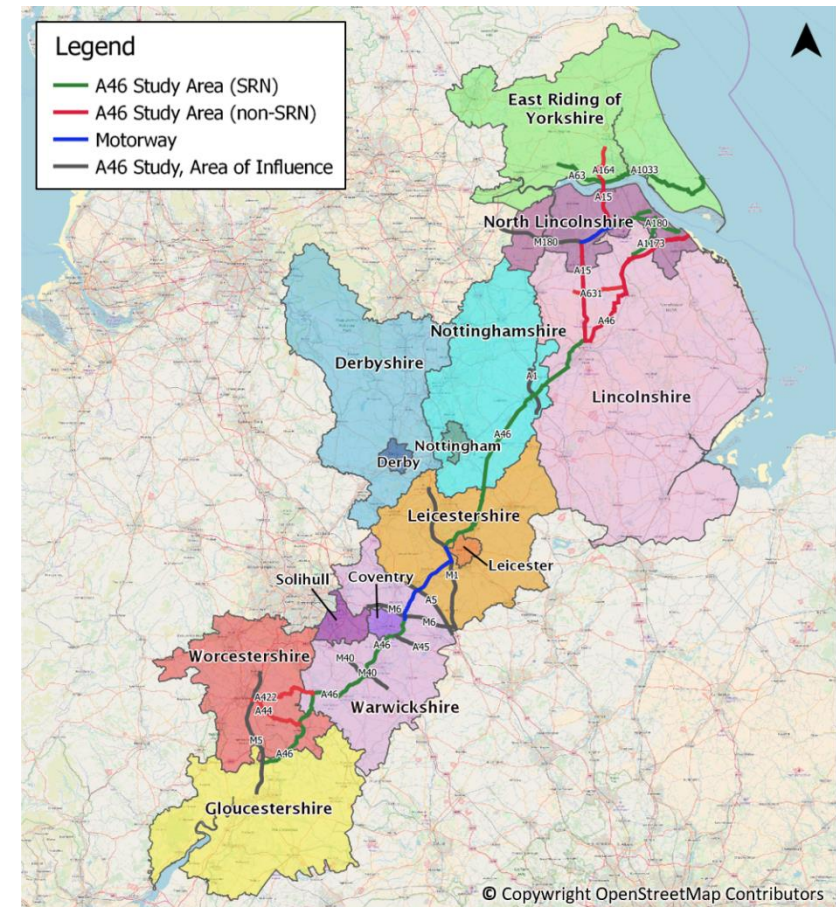 Legend
A46 Study Area (SRN)
A46 Study Area (non-SRN)
Motorway
A46 Study, Area of Influence
East Riding of
Yorkshire
A164
A63
A1033
A15
North Lincolnshire
A180
M180
A1173
A15
A631
A46
Nottinghamshire
Derbyshire
A1
Lincolnshire
A46
Nottingham
Derby
Leicestershire
Leicester
Solihull
Coventry
M1
A5
M6
M6
A46
A45
Worcestershire
M40
M40
A422
A46
A44
Warwickshire
M5
A46
Gloucestershire
© Copywright OpenStreetMap Contributors